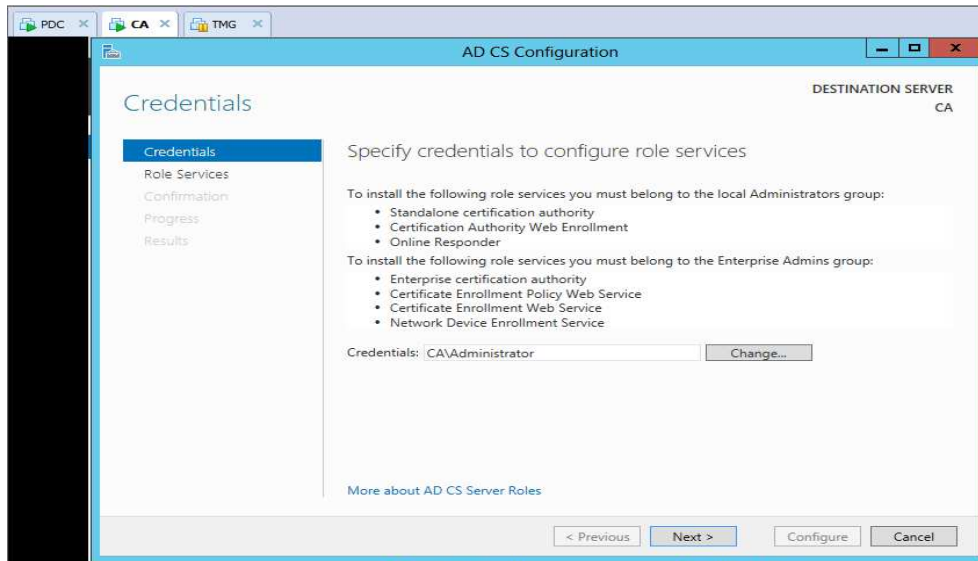 PDC CA TMG
AD CS Configuration
DESTINATION SERVER
CA
Credentials
Credentials
Role Services
Confirmation
Progress
Results
Specify credentials to configure role services
To install the following role services you must belong to the local Administrators group:
• Standalone certification authority
• Certification Authority Web Enrollment
• Online Responder
To install the following role services you must belong to the Enterprise Admins group:
• Enterprise certification authority
• Certificate Enrollment Policy Web Service
• Certificate Enrollment Web Service
• Network Device Enrollment Service
Credentials: CA\Administrator Change...
More about AD CS Server Roles
< Previous Next > Configure Cancel